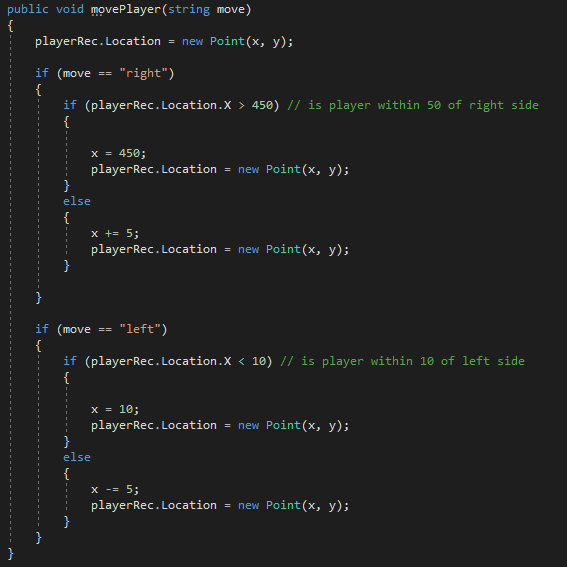 public void movePlayer(string move)
{
    playerRec.Location = new Point(x, y);

    if (move == "right")
    {
        if (playerRec.Location.X > 450) // is player within 50 of right side
        {

            x = 450;
            playerRec.Location = new Point(x, y);
        }
        else
        {
            x += 5;
            playerRec.Location = new Point(x, y);
        }

    }

    if (move == "left")
    {
        if (playerRec.Location.X < 10) // is player within 10 of left side
        {

            x = 10;
            playerRec.Location = new Point(x, y);
        }
        else
        {
            x -= 5;
            playerRec.Location = new Point(x, y);
        }
    }
}